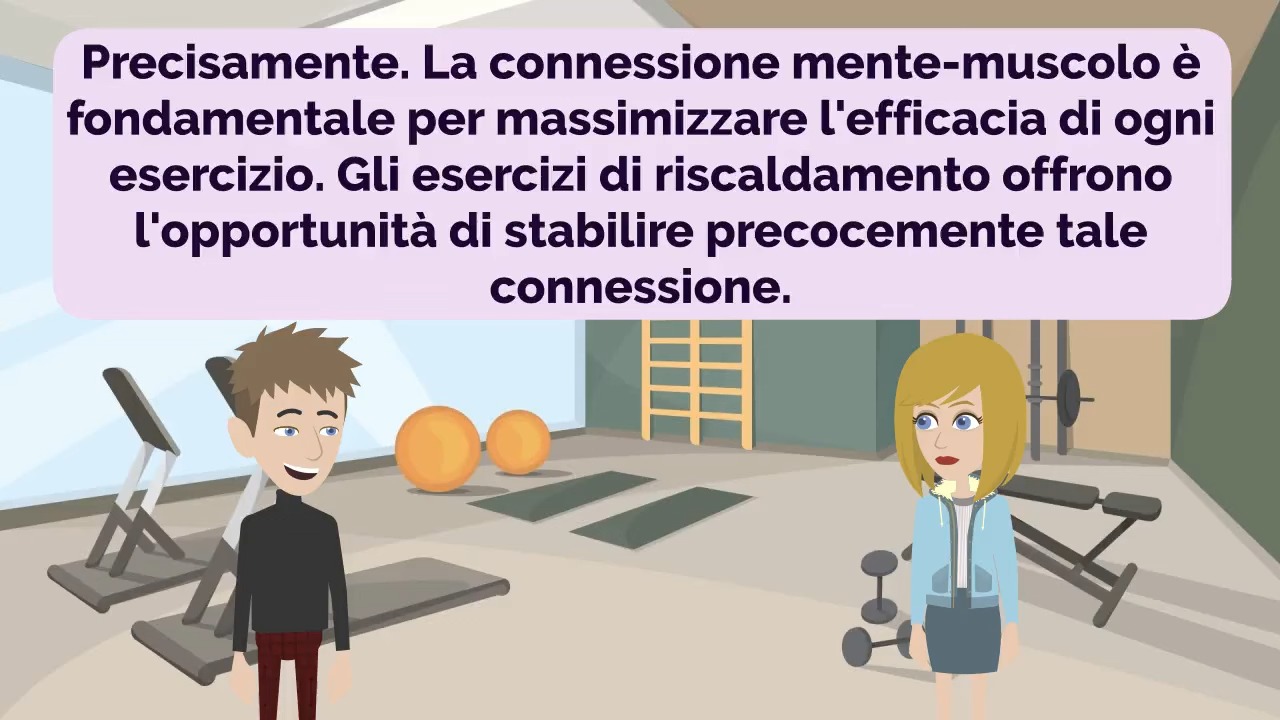 Precisamente. La connessione mente-muscolo è
fondamentale per massimizzare l'efficacia di ogni
esercizio. Gli esercizi di riscaldamento offrono
l'opportunità di stabilire precocemente tale
connessione.